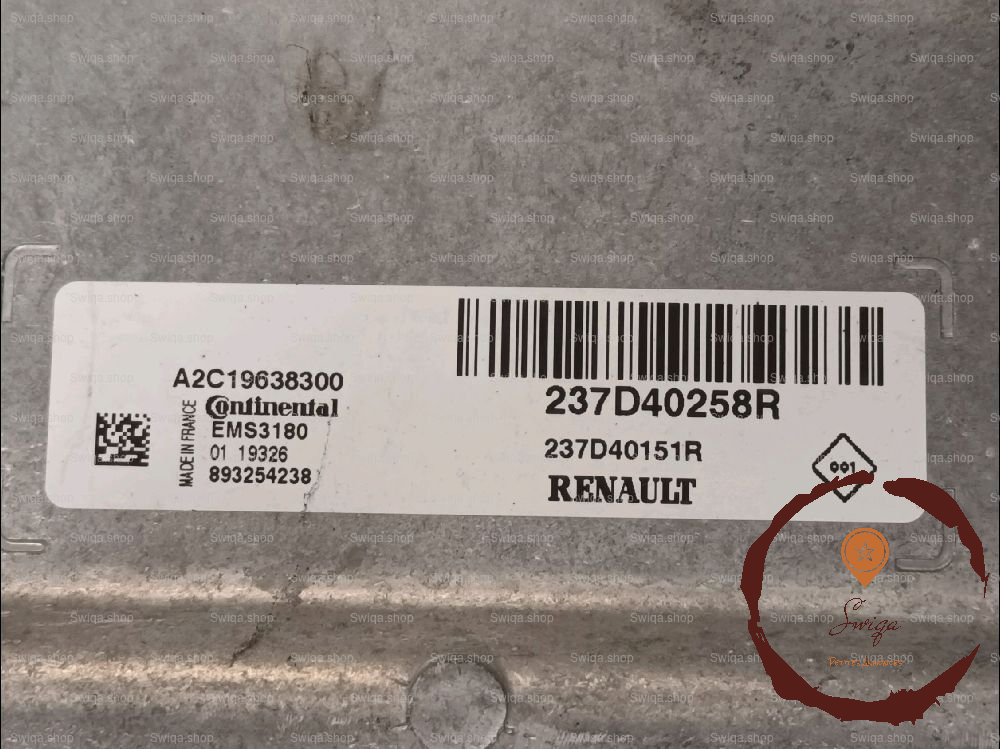 A2C19638300
Continental
EMS3180
01 19326
893254238
MADE IN FRANCE
237D40258R
237D40151R
RENAULT
001
Swiqa
Swiqa.shop